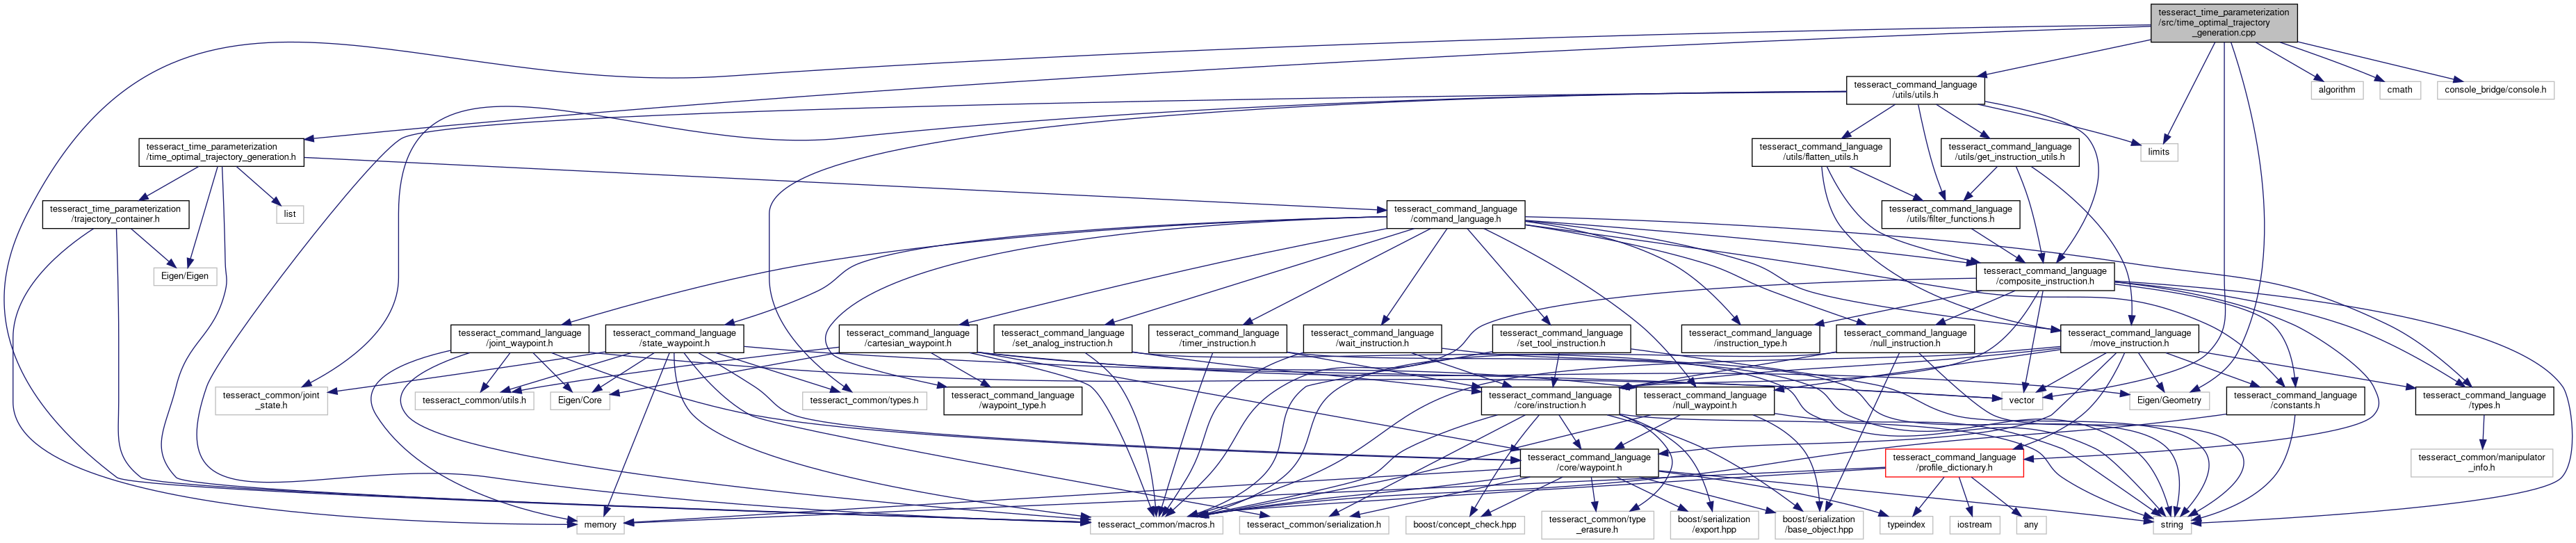 tesseract_time_parameterization
/src/time_optimal_trajectory
_generation.cpp
tesseract_command_language
/utils/utils.h
algorithm
cmath
console_bridge/console.h
tesseract_time_parameterization
/time_optimal_trajectory_generation.h
tesseract_command_language
/utils/flatten_utils.h
tesseract_command_language
/utils/get_instruction_utils.h
limits
tesseract_time_parameterization
/trajectory_container.h
list
tesseract_command_language
/command_language.h
tesseract_command_language
/utils/filter_functions.h
Eigen/Eigen
tesseract_command_language
/composite_instruction.h
tesseract_command_language
/joint_waypoint.h
tesseract_command_language
/state_waypoint.h
tesseract_command_language
/cartesian_waypoint.h
tesseract_command_language
/set_analog_instruction.h
tesseract_command_language
/timer_instruction.h
tesseract_command_language
/wait_instruction.h
tesseract_command_language
/set_tool_instruction.h
tesseract_command_language
/instruction_type.h
tesseract_command_language
/null_instruction.h
tesseract_command_language
/move_instruction.h
tesseract_common/joint
_state.h
tesseract_common/utils.h
Eigen/Core
tesseract_common/types.h
tesseract_command_language
/waypoint_type.h
tesseract_command_language
/core/instruction.h
tesseract_command_language
/null_waypoint.h
vector
Eigen/Geometry
tesseract_command_language
/constants.h
tesseract_command_language
/types.h
tesseract_command_language
/core/waypoint.h
tesseract_command_language
/profile_dictionary.h
tesseract_common/manipulator
_info.h
memory
tesseract_common/macros.h
tesseract_common/serialization.h
boost/concept_check.hpp
tesseract_common/type
_erasure.h
boost/serialization
/export.hpp
boost/serialization
/base_object.hpp
typeindex
iostream
any
string